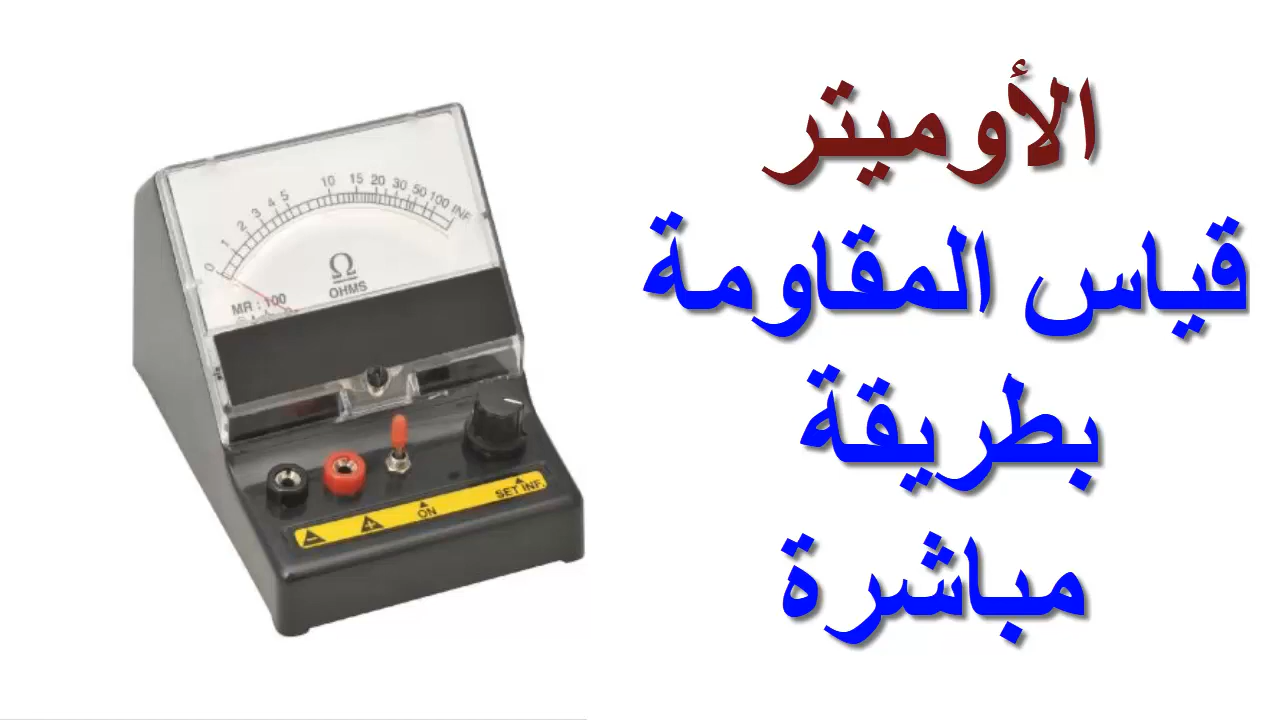 الأوميتر
قياس المقاومة
بطريقة
مباشرة
0 1 2 3 4 5 10 15 20 30 50 100 INF
Ω
OHMS
MR : 100
- + ON SET INF.